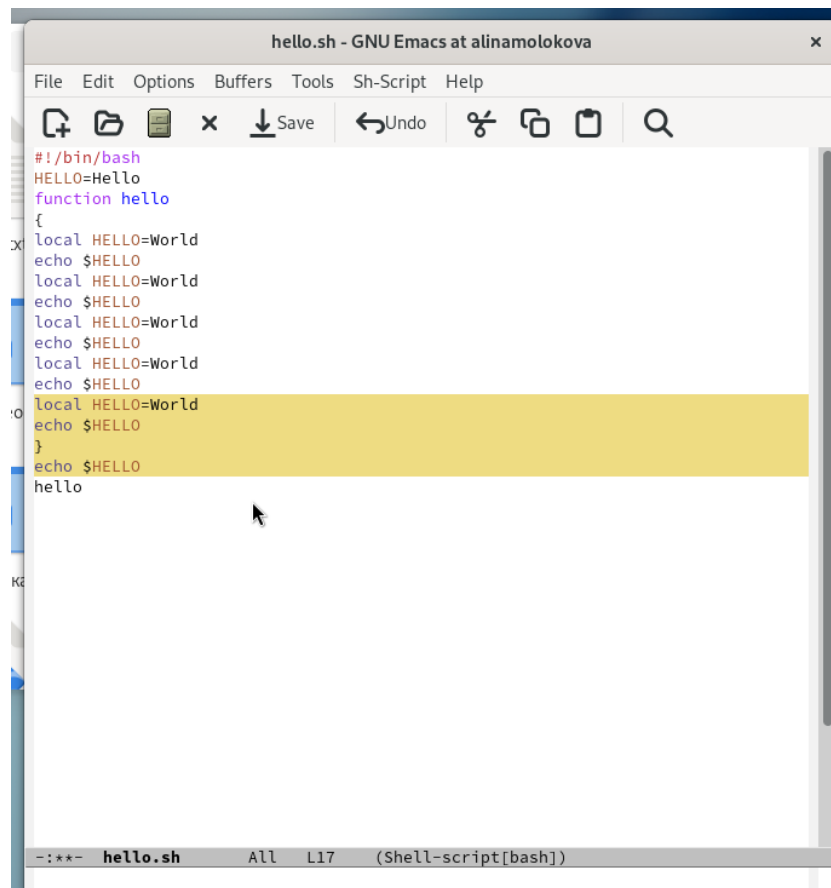 hello.sh - GNU Emacs at alinamolokova
File Edit Options Buffers Tools Sh-Script Help
Save Undo
#!/bin/bash
HELLO=Hello
function hello
{
local HELLO=World
echo $HELLO
local HELLO=World
echo $HELLO
local HELLO=World
echo $HELLO
local HELLO=World
echo $HELLO
local HELLO=World
echo $HELLO
}
echo $HELLO
hello
-:**- hello.sh All L17 (Shell-script[bash])